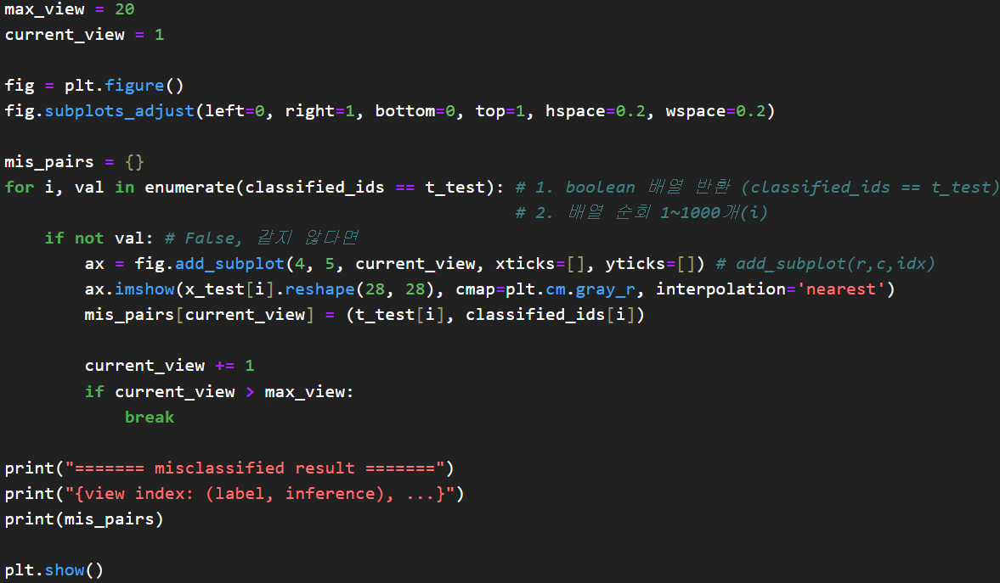 max_view = 20
current_view = 1
fig = plt.figure()
fig.subplots_adjust(left=0, right=1, bottom=0, top=1, hspace=0.2, wspace=0.2)
mis_pairs = {}
for i, val in enumerate(classified_ids == t_test): # 1. boolean 배열 반환 (classified_ids == t_test)
# 2. 배열 순회 1~1000개(i)
if not val: # False, 같지 않다면
ax = fig.add_subplot(4, 5, current_view, xticks=[], yticks=[]) # add_subplot(r,c,idx)
ax.imshow(x_test[i].reshape(28, 28), cmap=plt.cm.gray_r, interpolation='nearest')
mis_pairs[current_view] = (t_test[i], classified_ids[i])
current_view += 1
if current_view > max_view:
break
print("======= misclassified result =======")
print("{view index: (label, inference), ...}")
print(mis_pairs)
plt.show()